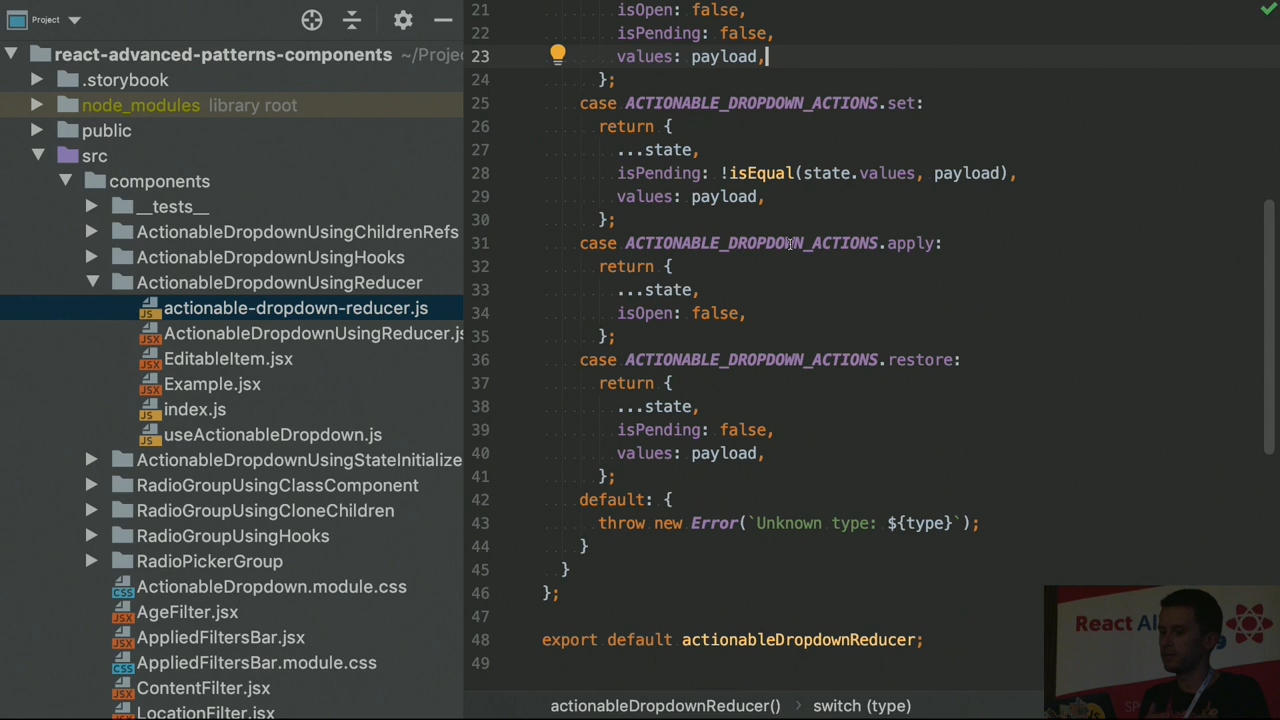 Project
react-advanced-patterns-components ~/Projec
.storybook
node_modules library root
public
src
components
__tests__
ActionableDropdownUsingChildrenRefs
ActionableDropdownUsingHooks
ActionableDropdownUsingReducer
actionable-dropdown-reducer.js
ActionableDropdownUsingReducer.js
EditableItem.jsx
Example.jsx
index.js
useActionableDropdown.js
ActionableDropdownUsingStateInitialize
RadioGroupUsingClassComponent
RadioGroupUsingCloneChildren
RadioGroupUsingHooks
RadioPickerGroup
ActionableDropdown.module.css
AgeFilter.jsx
AppliedFiltersBar.jsx
AppliedFiltersBar.module.css
ContentFilter.jsx
LocationFilter.jsx
21 isOpen: false,
22 isPending: false,
23 values: payload,
24 };
25 case ACTIONABLE_DROPDOWN_ACTIONS.set:
26 return {
27 ...state,
28 isPending: !isEqual(state.values, payload),
29 values: payload,
30 };
31 case ACTIONABLE_DROPDOWN_ACTIONS.apply:
32 return {
33 ...state,
34 isOpen: false,
35 };
36 case ACTIONABLE_DROPDOWN_ACTIONS.restore:
37 return {
38 ...state,
39 isPending: false,
40 values: payload,
41 };
42 default: {
43 throw new Error(`Unknown type: ${type}`);
44 }
45 }
46 };
47
48 export default actionableDropdownReducer;
49
actionableDropdownReducer() › switch (type)
React Al